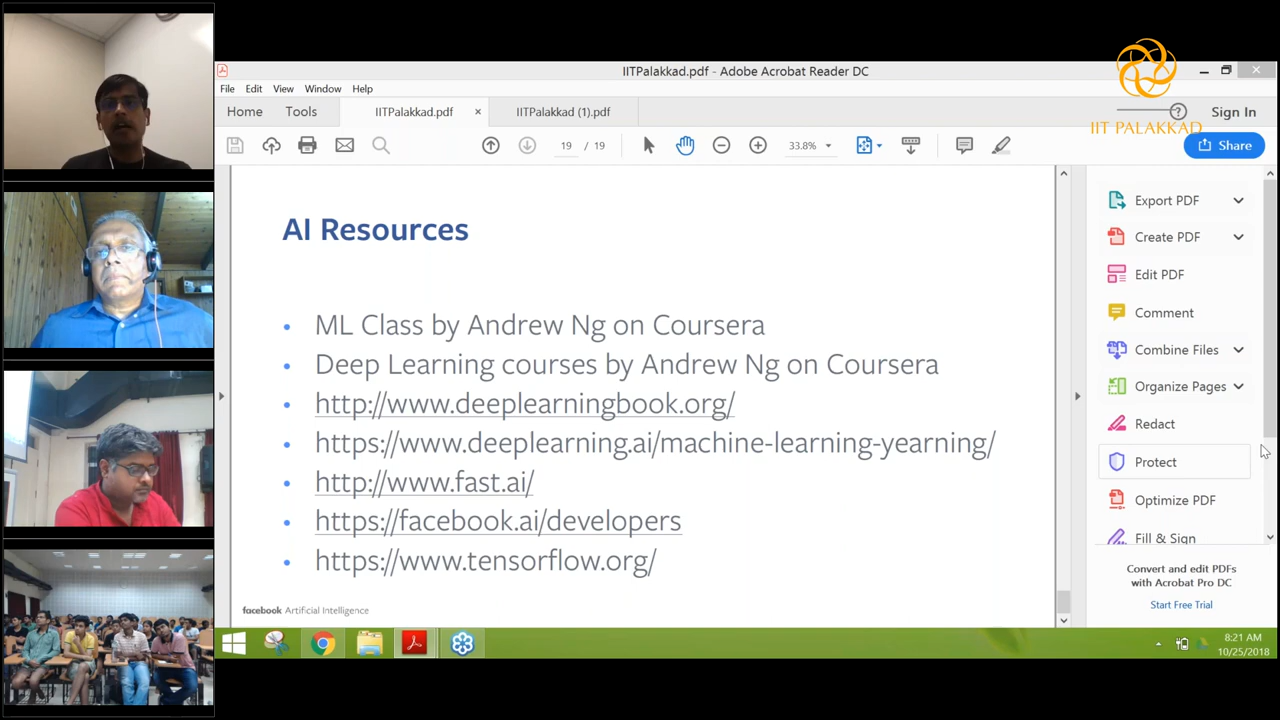 IITPalakkad.pdf - Adobe Acrobat Reader DC
File Edit View Window Help
Home Tools IITPalakkad.pdf × IITPalakkad (1).pdf ? Sign In
IIT PALAKKAD
19 / 19 33.8% Share
AI Resources
• ML Class by Andrew Ng on Coursera
• Deep Learning courses by Andrew Ng on Coursera
• http://www.deeplearningbook.org/
• https://www.deeplearning.ai/machine-learning-yearning/
• http://www.fast.ai/
• https://facebook.ai/developers
• https://www.tensorflow.org/
facebook Artificial Intelligence
Export PDF
Create PDF
Edit PDF
Comment
Combine Files
Organize Pages
Redact
Protect
Optimize PDF
Fill & Sign
Convert and edit PDFs
with Acrobat Pro DC
Start Free Trial
8:21 AM
10/25/2018